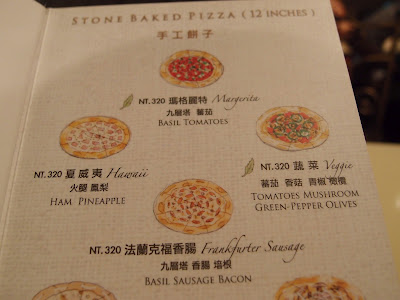 STONE BAKED PIZZA ( 12 INCHES )
手工餅子
NT.320 瑪格麗特 Margerita
九層塔 蕃茄
BASIL TOMATOES
NT.320 夏威夷 Hawaii
火腿 鳳梨
HAM PINEAPPLE
NT.320 蔬菜 Veggie
蕃茄 香菇 青椒 橄欖
TOMATOES MUSHROOM
GREEN-PEPPER OLIVES
NT.320 法蘭克福香腸 Frankfurter Sausage
九層塔 香腸 培根
BASIL SAUSAGE BACON